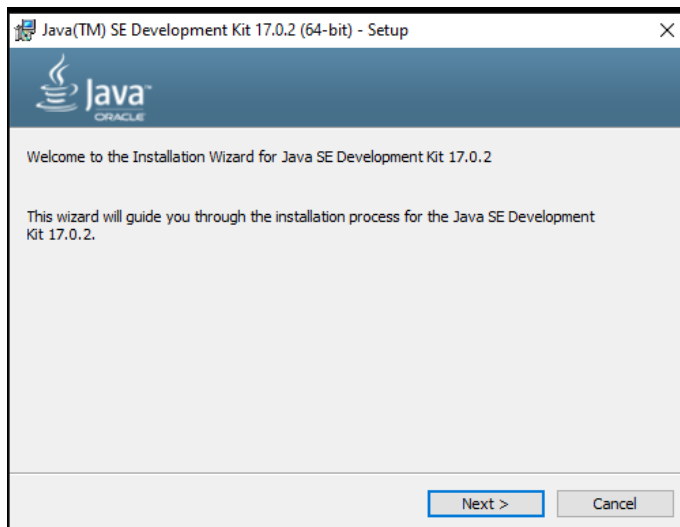 Java(TM) SE Development Kit 17.0.2 (64-bit) - Setup
Java™
ORACLE
Welcome to the Installation Wizard for Java SE Development Kit 17.0.2
This wizard will guide you through the installation process for the Java SE Development
Kit 17.0.2.
Next >
Cancel